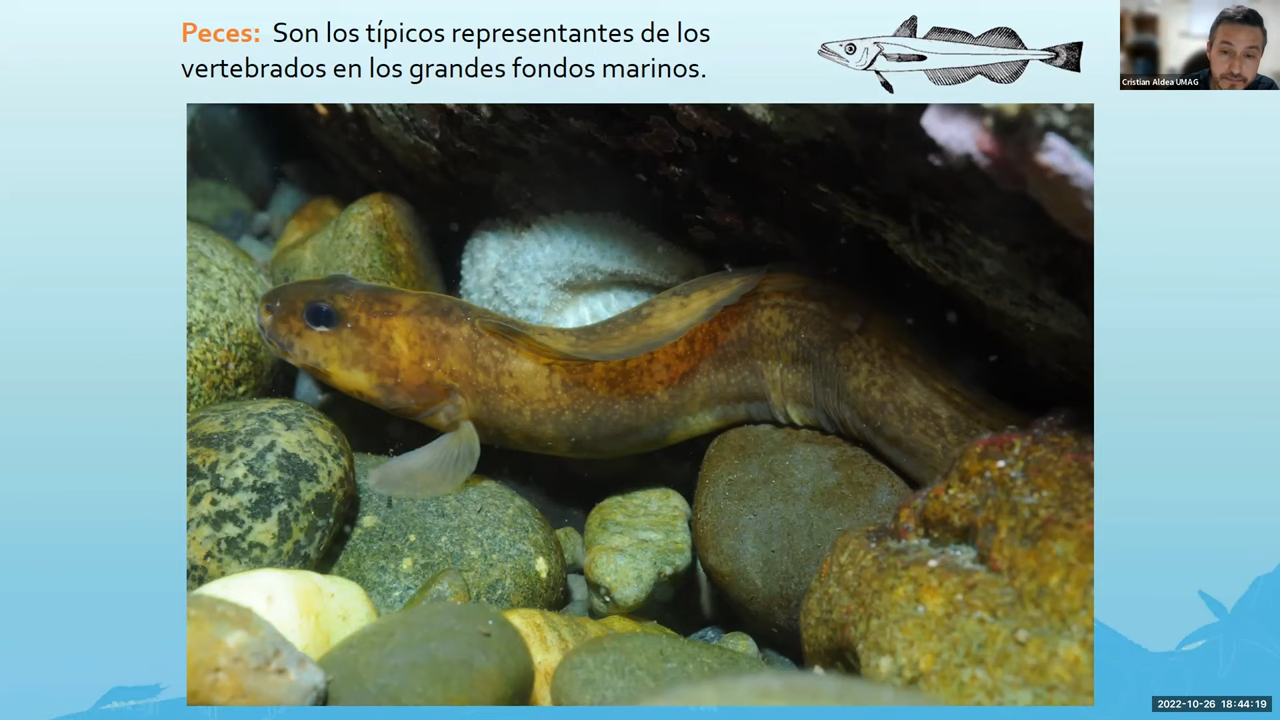 Peces: Son los típicos representantes de los
vertebrados en los grandes fondos marinos.
Cristian Aldea UMAG
2022-10-26 18:44:19